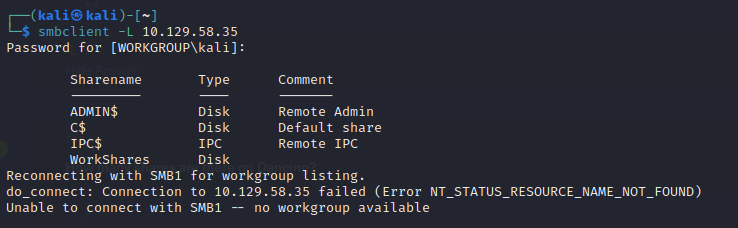 ┌──(kali㉿kali)-[~]
└─$ smbclient -L 10.129.58.35
Password for [WORKGROUP\kali]:
Sharename Type Comment
--------- ---- -------
ADMIN$ Disk Remote Admin
C$ Disk Default share
IPC$ IPC Remote IPC
WorkShares Disk
Reconnecting with SMB1 for workgroup listing.
do_connect: Connection to 10.129.58.35 failed (Error NT_STATUS_RESOURCE_NAME_NOT_FOUND)
Unable to connect with SMB1 -- no workgroup available